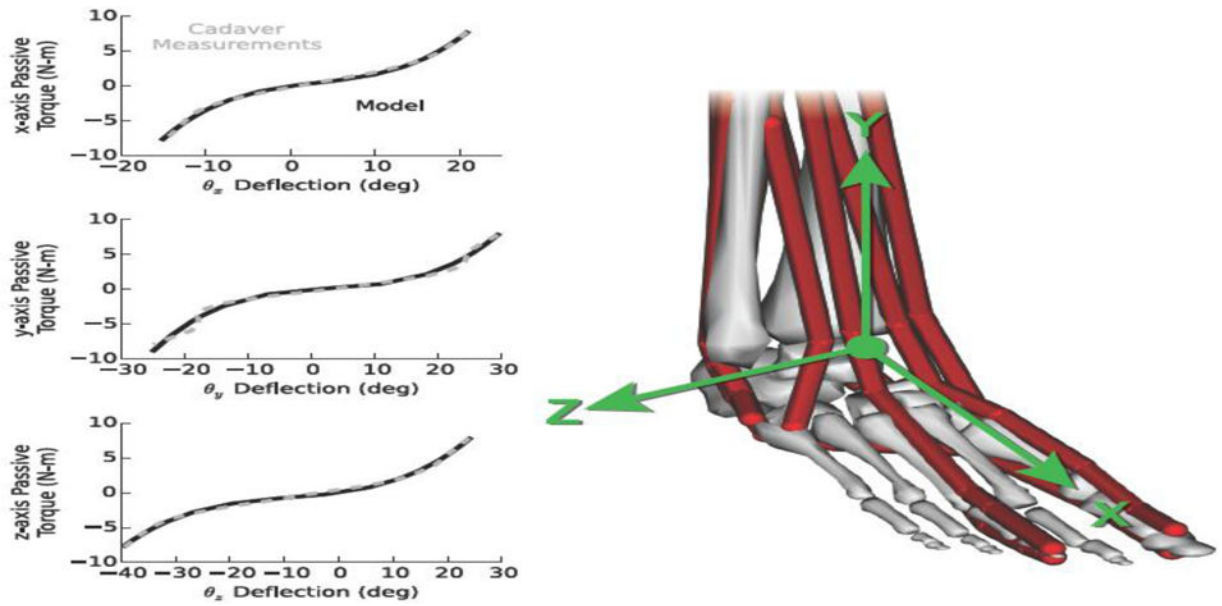 10
5
0
−5
−10
x-axis Passive
Torque (N-m)
Cadaver
Measurements
Model
−20 −10 0 10 20
θx Deflection (deg)
10
5
0
−5
−10
y-axis Passive
Torque (N-m)
−30 −20 −10 0 10 20 30
θy Deflection (deg)
10
5
0
−5
−10
z-axis Passive
Torque (N-m)
−40 −30 −20 −10 0 10 20 30
θz Deflection (deg)
Y
Z
X